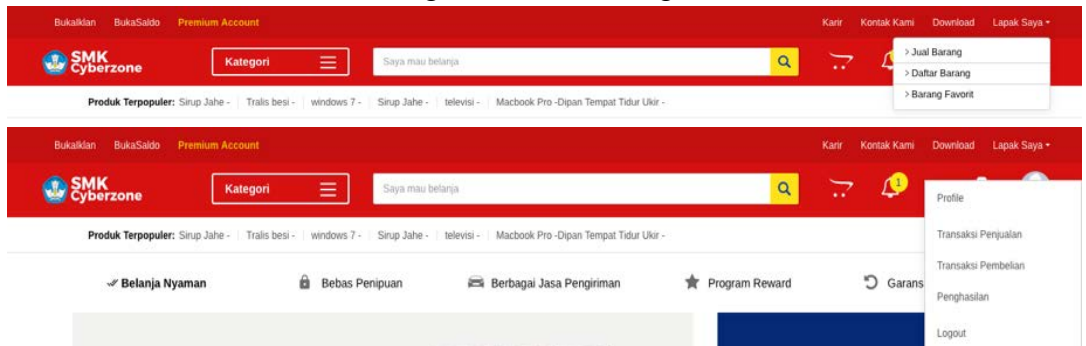 BukaIklan BukaSaldo Premium Account Karir Kontak Kami Download Lapak Saya
SMK Cyberzone
Kategori
Saya mau belanja
> Jual Barang
> Daftar Barang
> Barang Favorit
Produk Terpopuler: Sirup Jahe - Tralis besi - windows 7 - Sirup Jahe - televisi - Macbook Pro -Dipan Tempat Tidur Ukir -
BukaIklan BukaSaldo Premium Account Karir Kontak Kami Download Lapak Saya
SMK Cyberzone
Kategori
Saya mau belanja
1
Profile
Produk Terpopuler: Sirup Jahe - Tralis besi - windows 7 - Sirup Jahe - televisi - Macbook Pro -Dipan Tempat Tidur Ukir -
Transaksi Penjualan
Transaksi Pembelian
Belanja Nyaman Bebas Penipuan Berbagai Jasa Pengiriman Program Reward Garans
Penghasilan
Logout